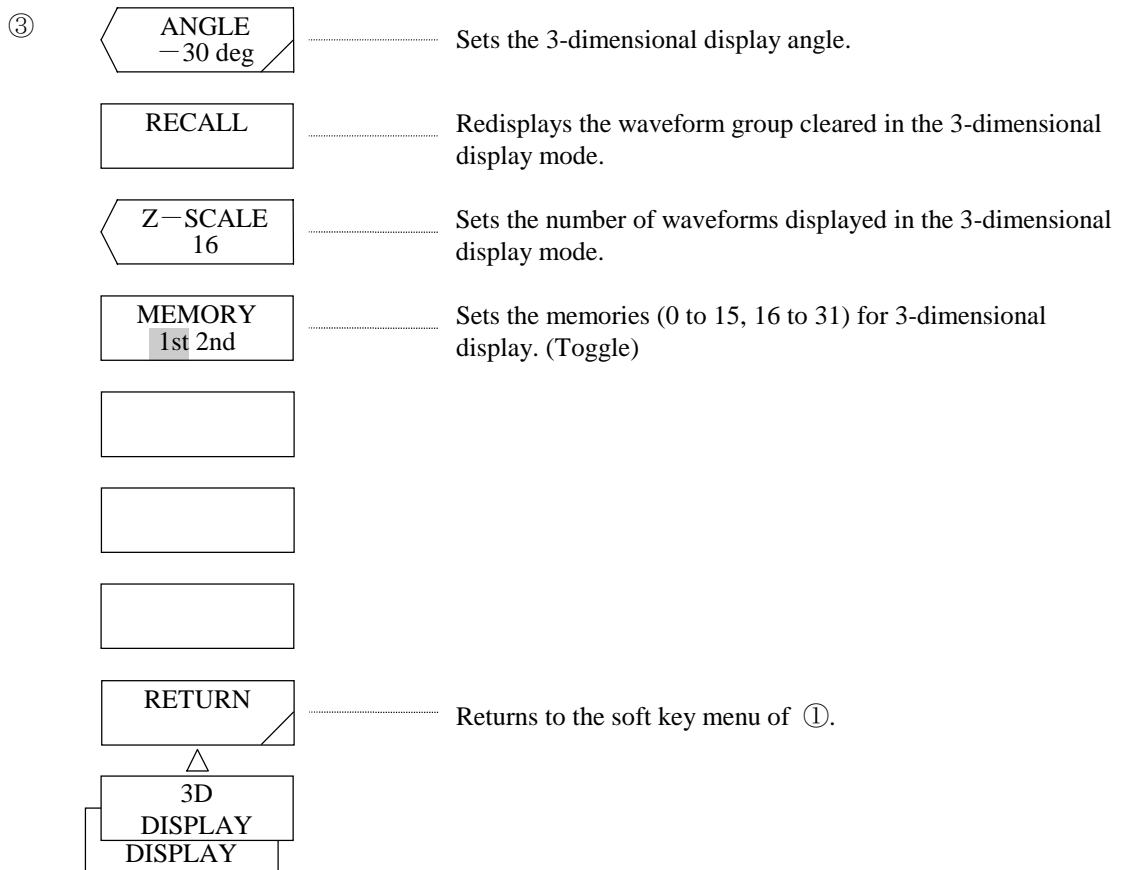 ③
ANGLE
－30 deg
Sets the 3-dimensional display angle.
RECALL
Redisplays the waveform group cleared in the 3-dimensional
display mode.
Z－SCALE
16
Sets the number of waveforms displayed in the 3-dimensional
display mode.
MEMORY
1st 2nd
Sets the memories (0 to 15, 16 to 31) for 3-dimensional
display. (Toggle)
RETURN
Returns to the soft key menu of ①.
3D
DISPLAY
DISPLAY